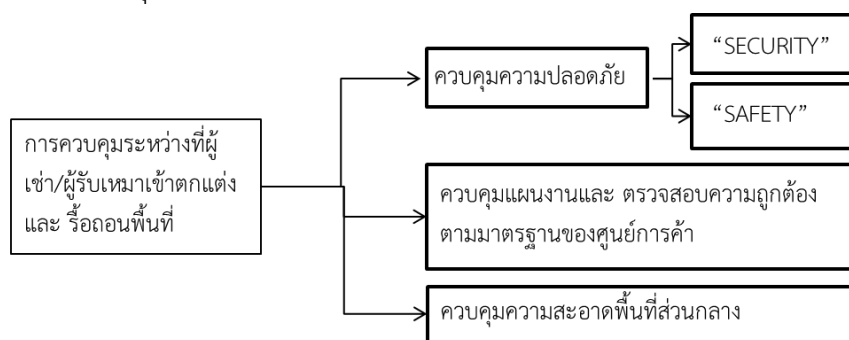 การควบคุมระหว่างที่ผู้
เช่า/ผู้รับเหมาเข้าตกแต่ง
และ รื้อถอนพื้นที่
ควบคุมความปลอดภัย
“SECURITY”
“SAFETY”
ควบคุมแผนงานและ ตรวจสอบความถูกต้อง
ตามมาตรฐานของศูนย์การค้า
ควบคุมความสะอาดพื้นที่ส่วนกลาง